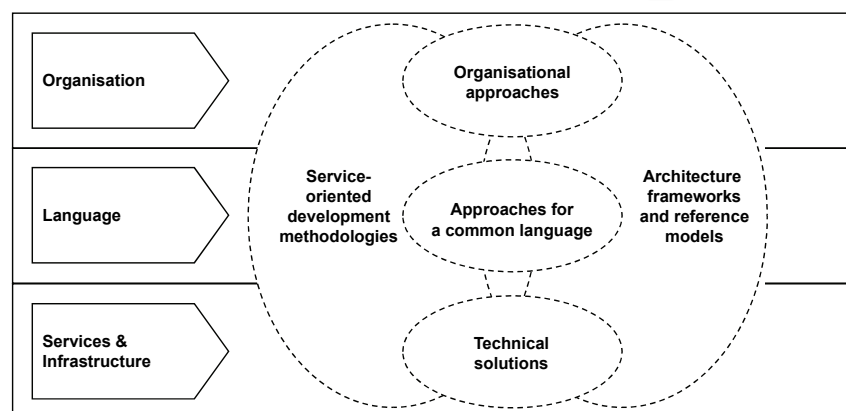 Organisation
Organisational
approaches
Language
Service-
oriented
development
methodologies
Approaches for
a common language
Architecture
frameworks
and reference
models
Services &
Infrastructure
Technical
solutions